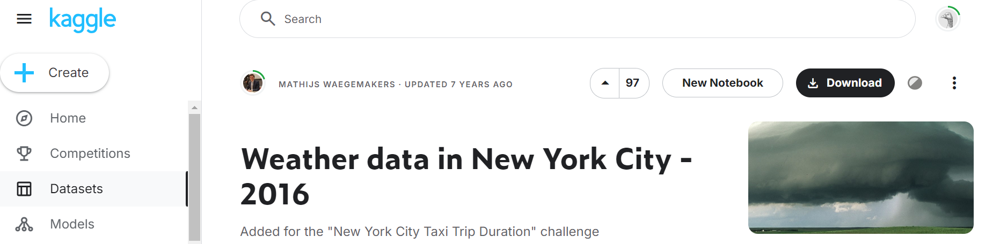 kaggle
Search
Create
MATHIJS WAEGEMAKERS · UPDATED 7 YEARS AGO
97
New Notebook
Download
Home
Competitions
Datasets
Models
Weather data in New York City -
2016
Added for the "New York City Taxi Trip Duration" challenge